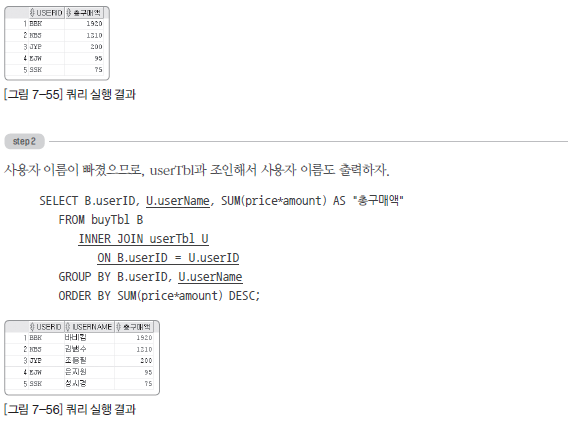 USERID 총구매액
1 BBK 1920
2 KBS 1210
3 JYP 200
4 EJW 95
5 SSK 75
[그림 7-55] 쿼리 실행 결과
step 2
사용자 이름이 빠졌으므로, userTbl과 조인해서 사용자 이름도 출력하자.
SELECT B.userID, U.userName, SUM(price*amount) AS "총구매액"
FROM buyTbl B
INNER JOIN userTbl U
ON B.userID = U.userID
GROUP BY B.userID, U.userName
ORDER BY SUM(price*amount) DESC;
USERID USERNAME 총구매액
1 BBK 바비킴 1920
2 KBS 김범수 1210
3 JYP 조용필 200
4 EJW 은지원 95
5 SSK 성시경 75
[그림 7-56] 쿼리 실행 결과